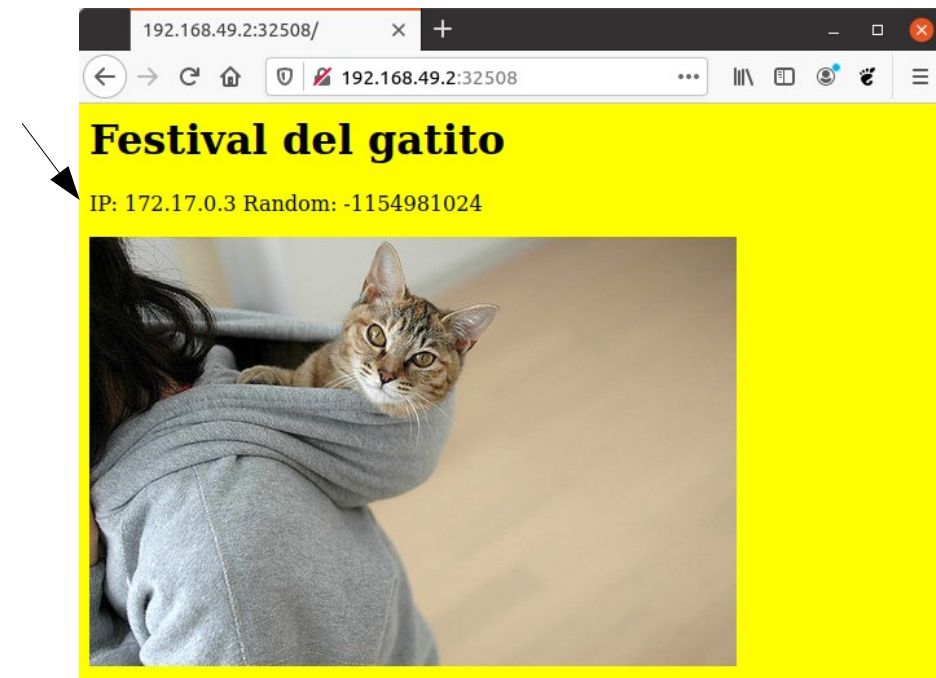 192.168.49.2:32508/
192.168.49.2:32508
Festival del gatito
IP: 172.17.0.3 Random: -1154981024